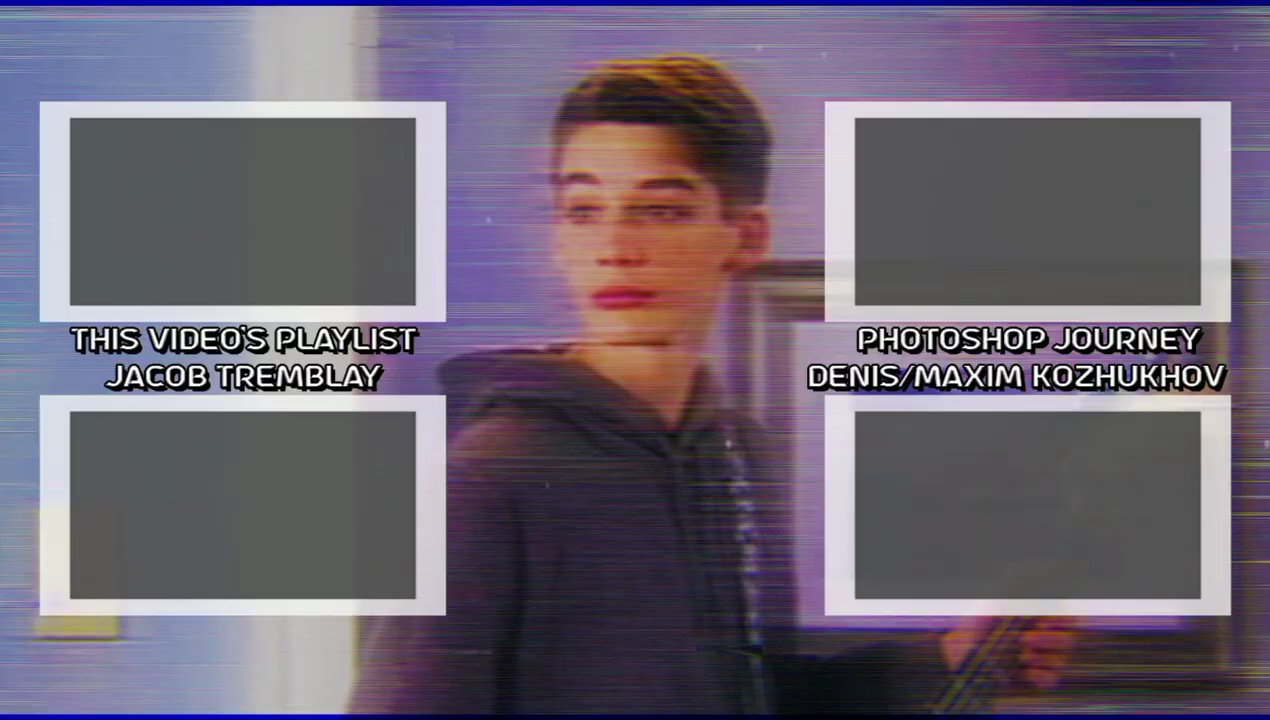 THIS VIDEO'S PLAYLIST
JACOB TREMBLAY
PHOTOSHOP JOURNEY
DENIS/MAXIM KOZHUKHOV